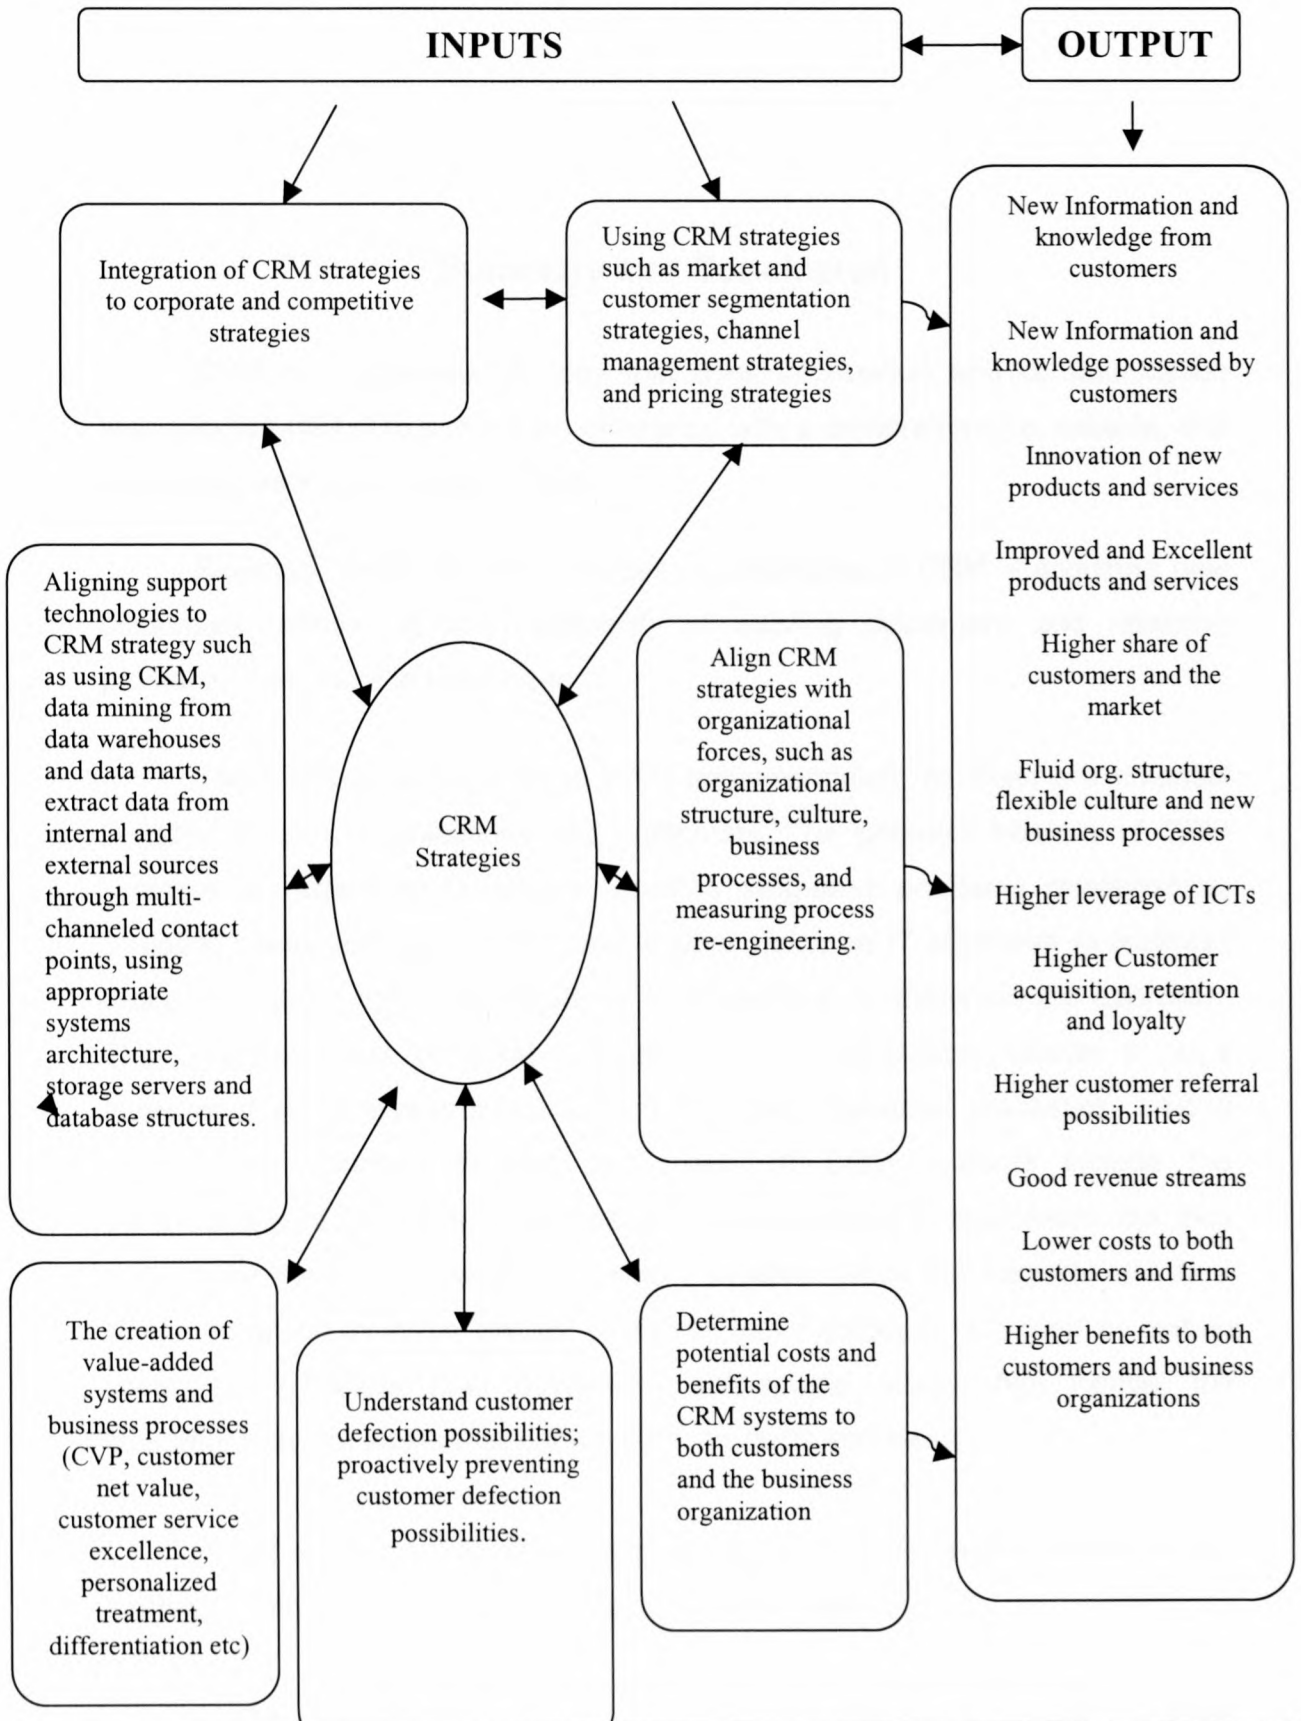 INPUTS
OUTPUT
Integration of CRM strategies
to corporate and competitive
strategies
Using CRM strategies
such as market and
customer segmentation
strategies, channel
management strategies,
and pricing strategies
Aligning support
technologies to
CRM strategy such
as using CKM,
data mining from
data warehouses
and data marts,
extract data from
internal and
external sources
through multi-
channeled contact
points, using
appropriate
systems
architecture,
storage servers and
database structures.
CRM
Strategies
Align CRM
strategies with
organizational
forces, such as
organizational
structure, culture,
business
processes, and
measuring process
re-engineering.
The creation of
value-added
systems and
business processes
(CVP, customer
net value,
customer service
excellence,
personalized
treatment,
differentiation etc)
Understand customer
defection possibilities;
proactively preventing
customer defection
possibilities.
Determine
potential costs and
benefits of the
CRM systems to
both customers
and the business
organization
New Information and
knowledge from
customers
New Information and
knowledge possessed by
customers
Innovation of new
products and services
Improved and Excellent
products and services
Higher share of
customers and the
market
Fluid org. structure,
flexible culture and new
business processes
Higher leverage of ICTs
Higher Customer
acquisition, retention
and loyalty
Higher customer referral
possibilities
Good revenue streams
Lower costs to both
customers and firms
Higher benefits to both
customers and business
organizations